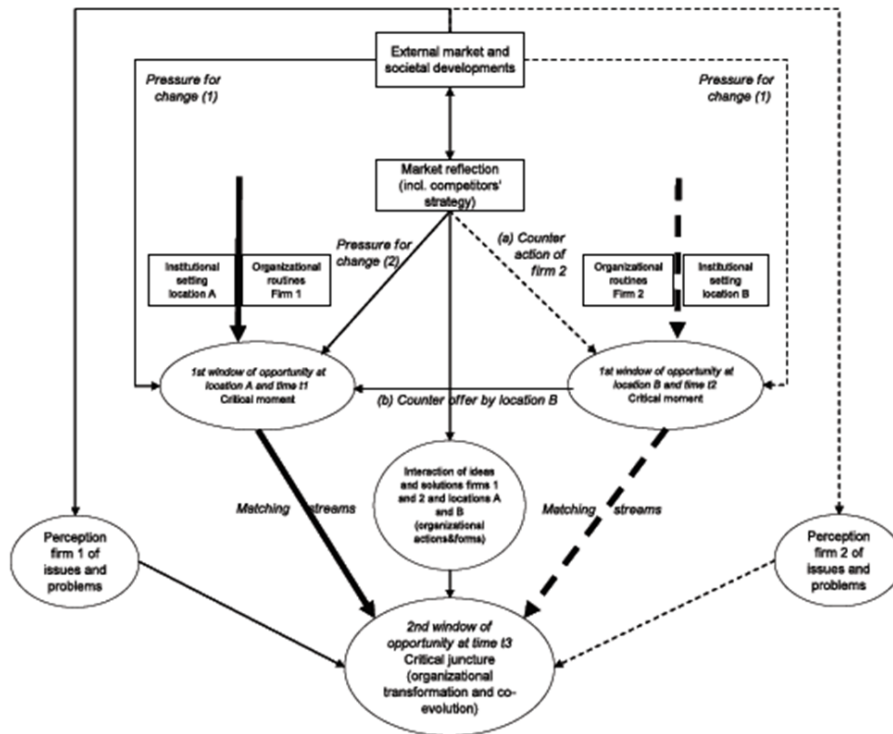 External market and
societal developments
Pressure for
change (1)
Pressure for
change (1)
Market reflection
(incl. competitors'
strategy)
Pressure for
change (2)
(a) Counter
action of
firm 2
Institutional
setting
location A
Organizational
routines
Firm 1
Organizational
routines
Firm 2
Institutional
setting
location B
1st window of opportunity at
location A and time t1
Critical moment
(b) Counter offer by location B
1st window of opportunity at
location B and time t2
Critical moment
Interaction of ideas
and solutions firms 1
and 2 and locations A
and B
(organizational
actions&forms)
Matching streams
Matching streams
Perception
firm 1 of
issues and
problems
Perception
firm 2 of
issues and
problems
2nd window of
opportunity at time t3
Critical juncture
(organizational
transformation and co-
evolution)